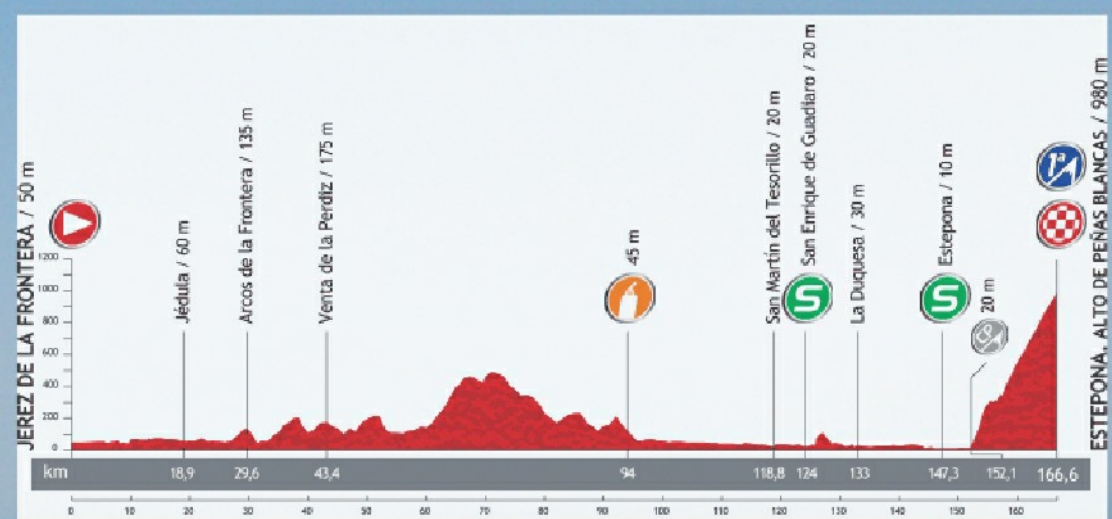 JEREZ DE LA FRONTERA / 50 m
Jédula / 60 m
Arcos de la Frontera / 135 m
Venta de la Perdiz / 175 m
45 m
San Martín del Tesorillo / 20 m
San Enrique de Guadiaro / 20 m
La Duquesa / 30 m
Estepona / 10 m
20 m
ESTEPONA. ALTO DE PEÑAS BLANCAS / 980 m
S
S
1ª
1200
1000
800
600
400
200
0
km 18,9 29,6 43,4 94 118,8 124 133 147,3 152,1 166,6
0 10 20 30 40 50 60 70 80 90 100 110 120 130 140 150 160